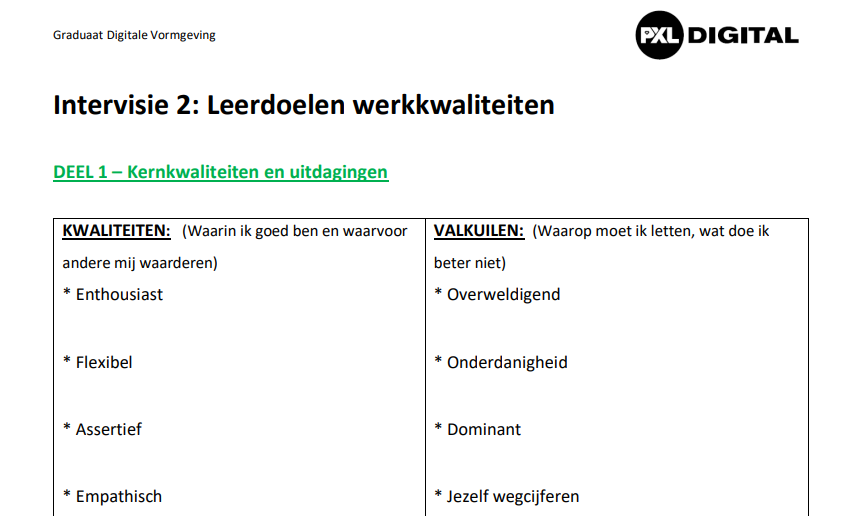 Graduaat Digitale Vormgeving
PXL DIGITAL
Intervisie 2: Leerdoelen werkkwaliteiten
DEEL 1 – Kernkwaliteiten en uitdagingen
KWALITEITEN: (Waarin ik goed ben en waarvoor
andere mij waarderen)
* Enthousiast
* Flexibel
* Assertief
* Empathisch
VALKUILEN: (Waarop moet ik letten, wat doe ik
beter niet)
* Overweldigend
* Onderdanigheid
* Dominant
* Jezelf wegcijferen